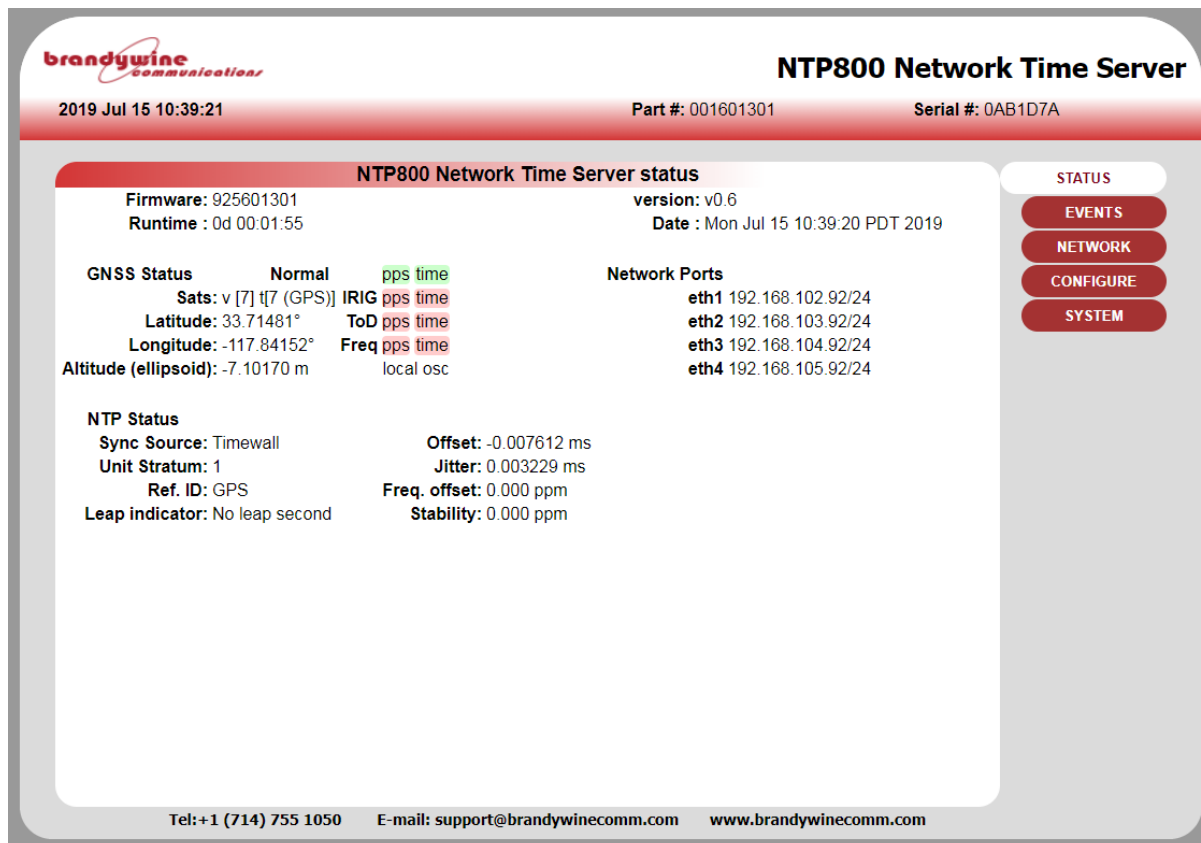 brandywine
communications
NTP800 Network Time Server
2019 Jul 15 10:39:21 Part #: 001601301 Serial #: 0AB1D7A
NTP800 Network Time Server status
Firmware: 925601301 version: v0.6
Runtime : 0d 00:01:55 Date : Mon Jul 15 10:39:20 PDT 2019
GNSS Status Normal pps time Network Ports
Sats: v [7] t[7 (GPS)] IRIG pps time eth1 192.168.102.92/24
Latitude: 33.71481° ToD pps time eth2 192.168.103.92/24
Longitude: -117.84152° Freq pps time eth3 192.168.104.92/24
Altitude (ellipsoid): -7.10170 m local osc eth4 192.168.105.92/24
NTP Status
Sync Source: Timewall Offset: -0.007612 ms
Unit Stratum: 1 Jitter: 0.003229 ms
Ref. ID: GPS Freq. offset: 0.000 ppm
Leap indicator: No leap second Stability: 0.000 ppm
STATUS
EVENTS
NETWORK
CONFIGURE
SYSTEM
Tel:+1 (714) 755 1050 E-mail: support@brandywinecomm.com www.brandywinecomm.com